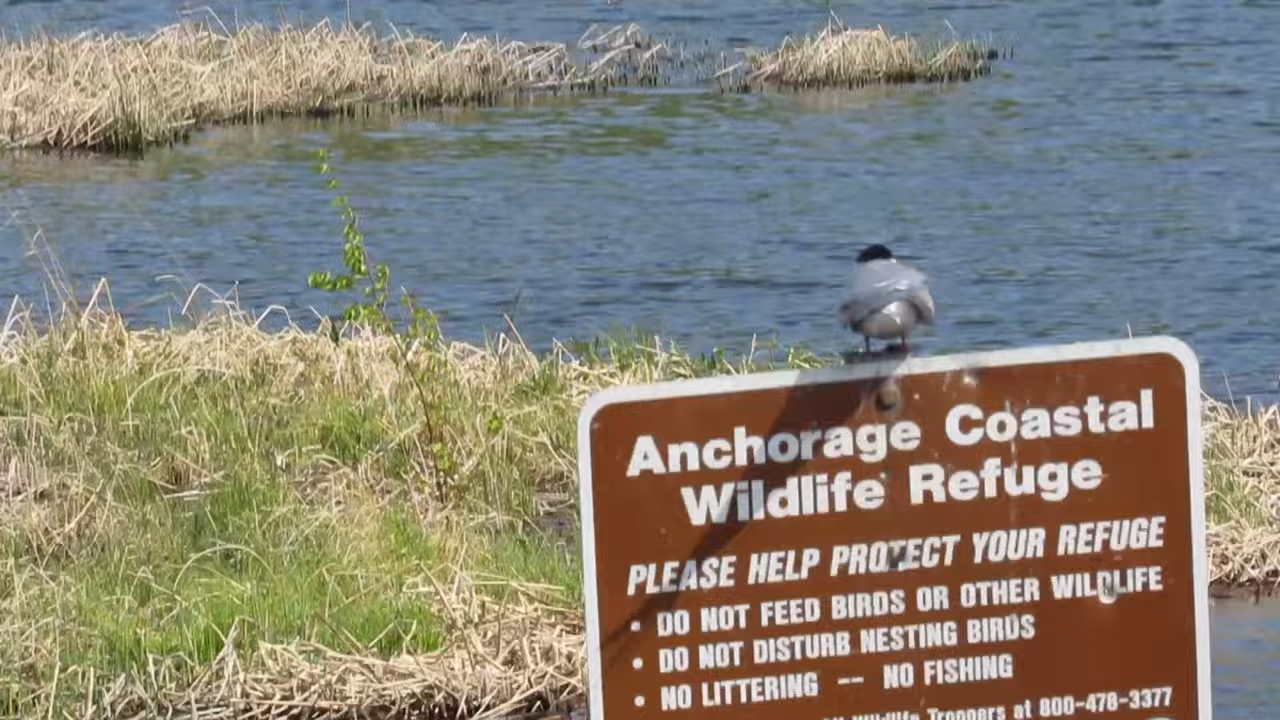 Anchorage Coastal
Wildlife Refuge
PLEASE HELP PROTECT YOUR REFUGE
• DO NOT FEED BIRDS OR OTHER WILDLIFE
• DO NOT DISTURB NESTING BIRDS
• NO LITTERING -- NO FISHING
Wildlife Troopers at 800-478-3377